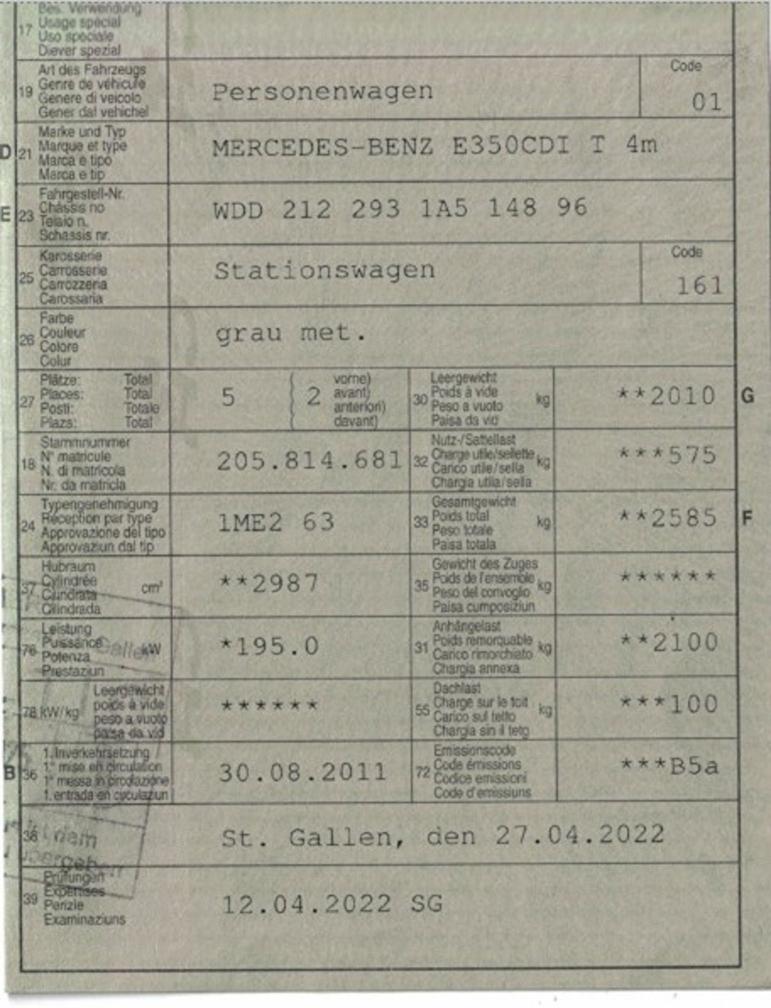 17 Bes. Verwendung
Usage spécial
Uso speciale
Diever spezial
19 Art des Fahrzeugs
Genre de véhicule
Genere di veicolo
Gener dal vehichel
Personenwagen
Code
01
D 21 Marke und Typ
Marque et type
Marca e tipo
Marca e tip
MERCEDES-BENZ E350CDI T 4m
E 23 Fahrgestell-Nr.
Châssis no
Telaio n.
Schassis nr.
WDD 212 293 1A5 148 96
25 Karosserie
Carrosserie
Carrozzeria
Carossaria
Stationswagen
Code
161
26 Farbe
Couleur
Colore
Colur
grau met.
27 Plätze: Total
Places: Total
Posti: Totale
Plazs: Total
5 ( 2 vorne)
avant)
anteriori)
davant)
30 Leergewicht
Poids à vide kg
Peso a vuoto
Paisa da vid
**2010 G
18 Stammnummer
N° matricule
N. di matricola
Nr. da matricla
205.814.681
32 Nutz-/Sattellast
Charge utile/sellette kg
Carico utile/sella
Chargia utila/sella
***575
24 Typengenehmigung
Réception par type
Approvazione del tipo
Approvaziun dal tip
1ME2 63
33 Gesamtgewicht
Poids total kg
Peso totale
Paisa totala
**2585 F
37 Hubraum
Cylindrée cm³
Cilindrata
Cilindrada
**2987
35 Gewicht des Zuges
Poids de l'ensemble kg
Peso del convoglio
Paisa cumposiziun
******
76 Leistung
Puissance kW
Potenza
Prestaziun
*195.0
31 Anhängelast
Poids remorquable kg
Carico rimorchiato
Chargia annexa
**2100
78 kW/kg Leergewicht
poids à vide
peso a vuoto
paisa da vid
******
55 Dachlast
Charge sur le toit kg
Carico sul tetto
Chargia sin il tetg
***100
B 36 1. Inverkehrsetzung
1re mise en circulation
1a messa in circolazione
1. entrada en circulaziun
30.08.2011
72 Emissionscode
Code émissions
Codice emissioni
Code d'emissiuns
***B5a
38 St. Gallen, den 27.04.2022
39 Prüfungen
Expertises
Perizie
Examinaziuns
12.04.2022 SG